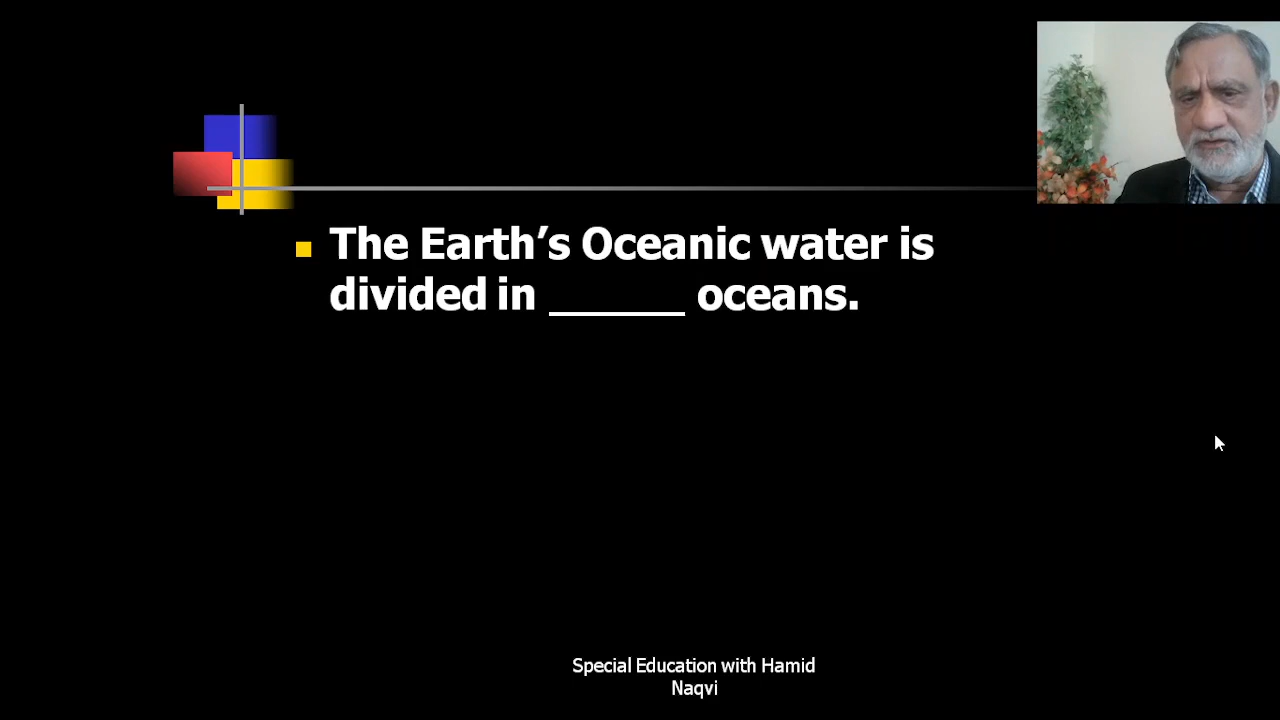 The Earth’s Oceanic water is
divided in ______ oceans.
Special Education with Hamid
Naqvi